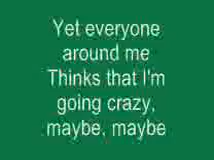 Yet everyone
around me
Thinks that I'm
going crazy,
maybe, maybe